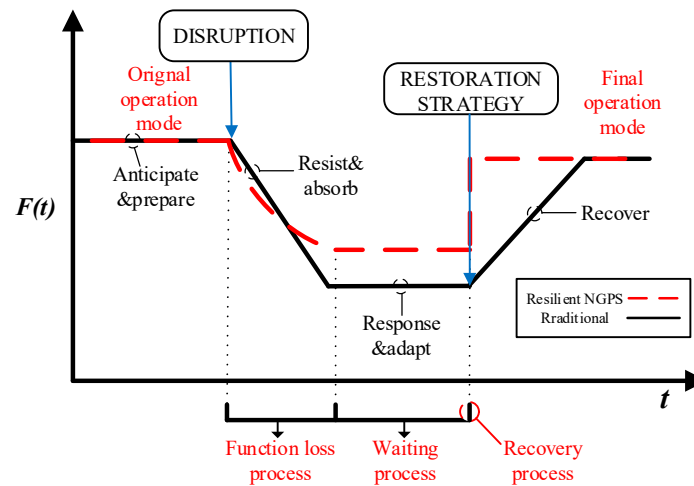 DISRUPTION
Orignal
operation
mode
RESTORATION
STRATEGY
Final
operation
mode
Anticipate
&prepare
Resist&
absorb
F(t)
Recover
Response
&adapt
Resilient NGPS
Rraditional
t
Function loss
process
Waiting
process
Recovery
process